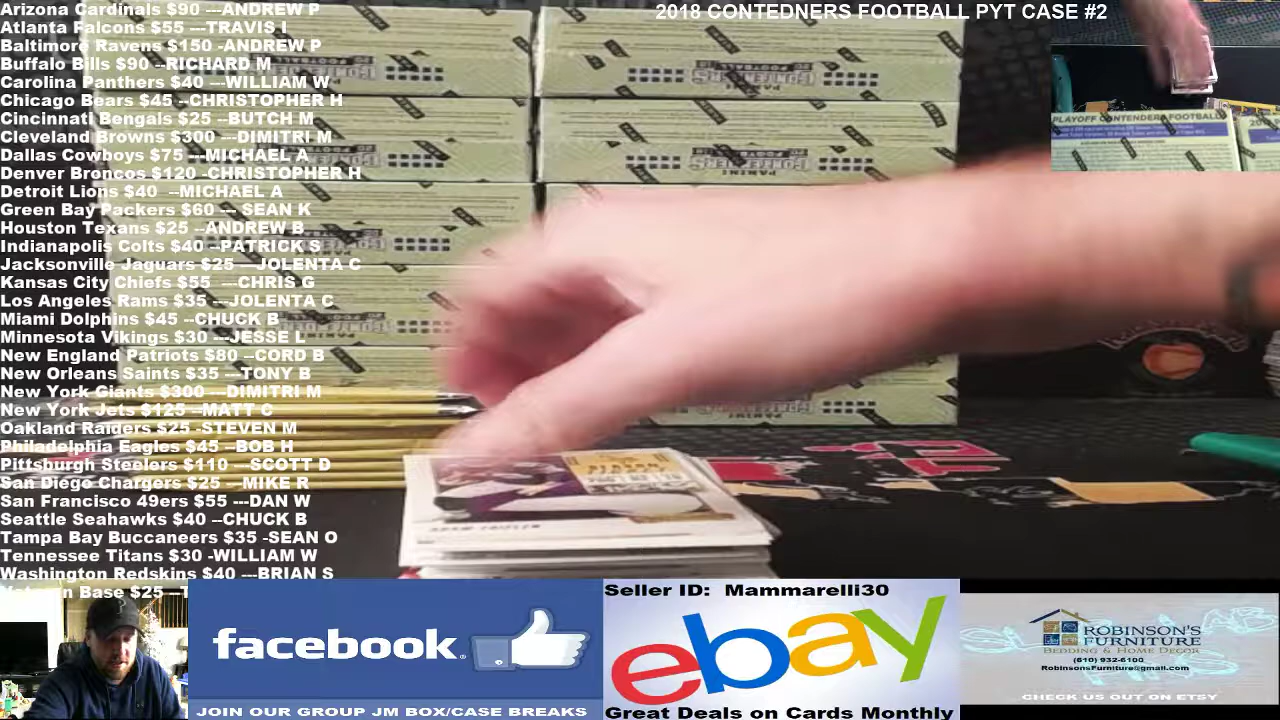 2018 CONTEDNERS FOOTBALL PYT CASE #2
Arizona Cardinals $90 ---ANDREW P
Atlanta Falcons $55 ---TRAVIS I
Baltimore Ravens $150 -ANDREW P
Buffalo Bills $90 --RICHARD M
Carolina Panthers $40 --WILLIAM W
Chicago Bears $45 --CHRISTOPHER H
Cincinnati Bengals $25 --BUTCH M
Cleveland Browns $300 ---DIMITRI M
Dallas Cowboys $75 ---MICHAEL A
Denver Broncos $120 -CHRISTOPHER H
Detroit Lions $40 --MICHAEL A
Green Bay Packers $60 --- SEAN K
Houston Texans $25 --ANDREW B
Indianapolis Colts $40 --PATRICK S
Jacksonville Jaguars $25 ---JOLENTA C
Kansas City Chiefs $55 ---CHRIS G
Los Angeles Rams $35 ---JOLENTA C
Miami Dolphins $45 --CHUCK B
Minnesota Vikings $30 ---JESSE L
New England Patriots $80 --CORD B
New Orleans Saints $35 ---TONY B
New York Giants $300 ---DIMITRI M
New York Jets $125 --MATT C
Oakland Raiders $25 -STEVEN M
Philadelphia Eagles $45 --BOB H
Pittsburgh Steelers $110 ---SCOTT D
San Diego Chargers $25 -- MIKE R
San Francisco 49ers $55 ---DAN W
Seattle Seahawks $40 --CHUCK B
Tampa Bay Buccaneers $35 -SEAN O
Tennessee Titans $30 -WILLIAM W
Washington Redskins $40 ---BRIAN S
Base $25
PLAYOFF CONTENDERS FOOTBALL
CONTENDERS
PANINI
facebook
JOIN OUR GROUP JM BOX/CASE BREAKS
Seller ID: Mammarelli30
ebay
Great Deals on Cards Monthly
ROBINSON'S
FURNITURE
BEDDING & HOME DECOR
(610) 932-6100
RobinsonsFurniture@gmail.com
CHECK US OUT ON ETSY